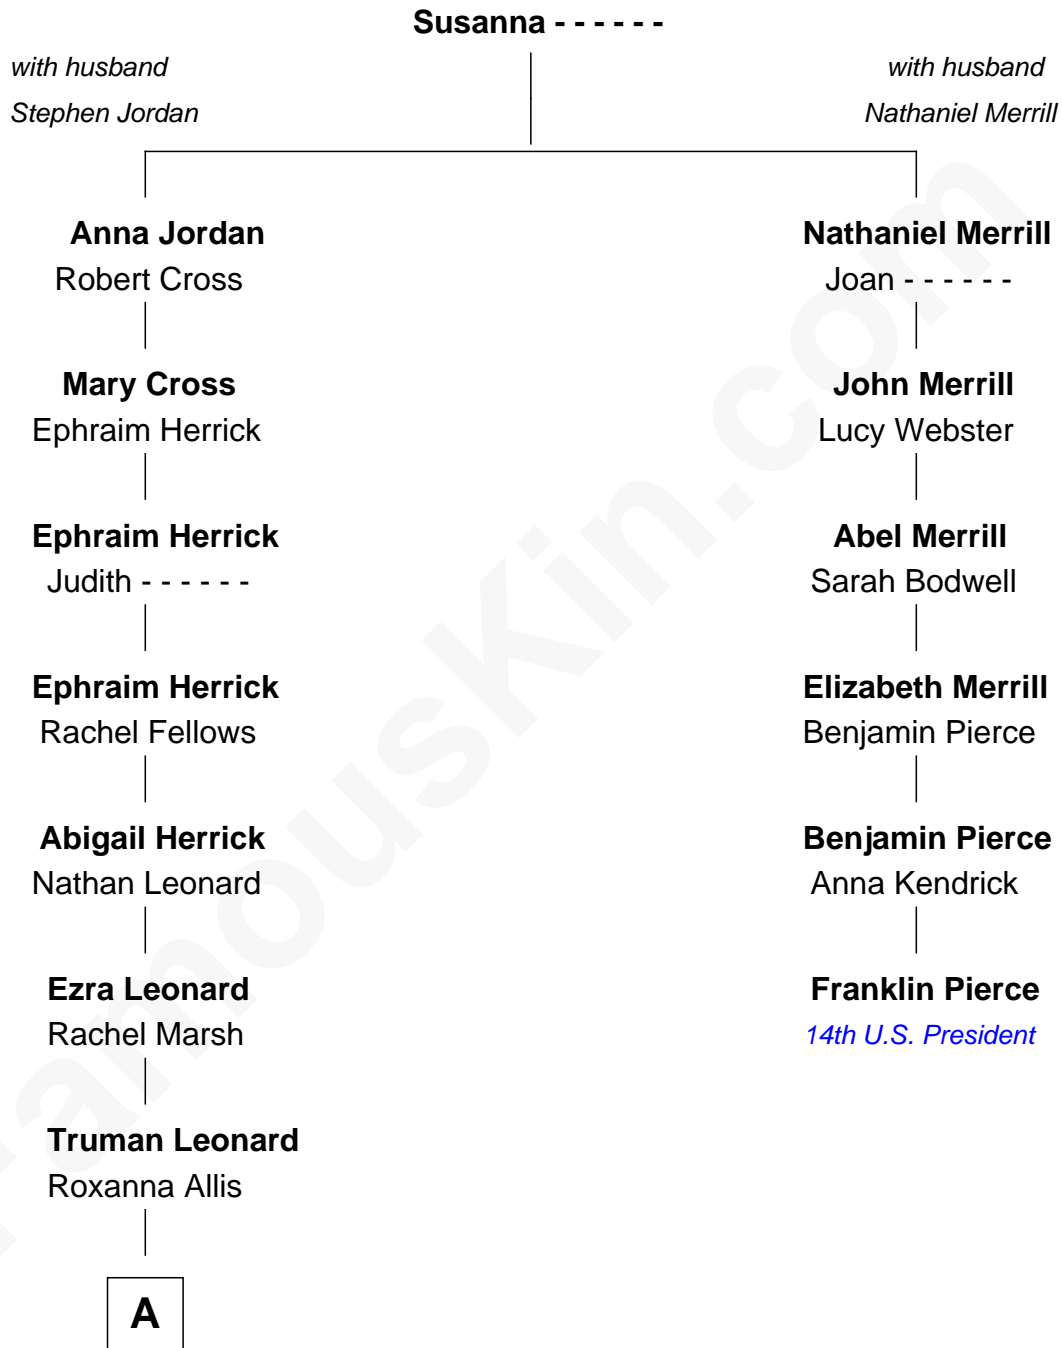 Susanna - - - - - -
with husband
Stephen Jordan
with husband
Nathaniel Merrill
Anna Jordan
Robert Cross
Nathaniel Merrill
Joan - - - - - -
Mary Cross
Ephraim Herrick
John Merrill
Lucy Webster
Ephraim Herrick
Judith - - - - - -
Abel Merrill
Sarah Bodwell
Ephraim Herrick
Rachel Fellows
Elizabeth Merrill
Benjamin Pierce
Abigail Herrick
Nathan Leonard
Benjamin Pierce
Anna Kendrick
Ezra Leonard
Rachel Marsh
Franklin Pierce
14th U.S. President
Truman Leonard
Roxanna Allis
A
FamousKin.com